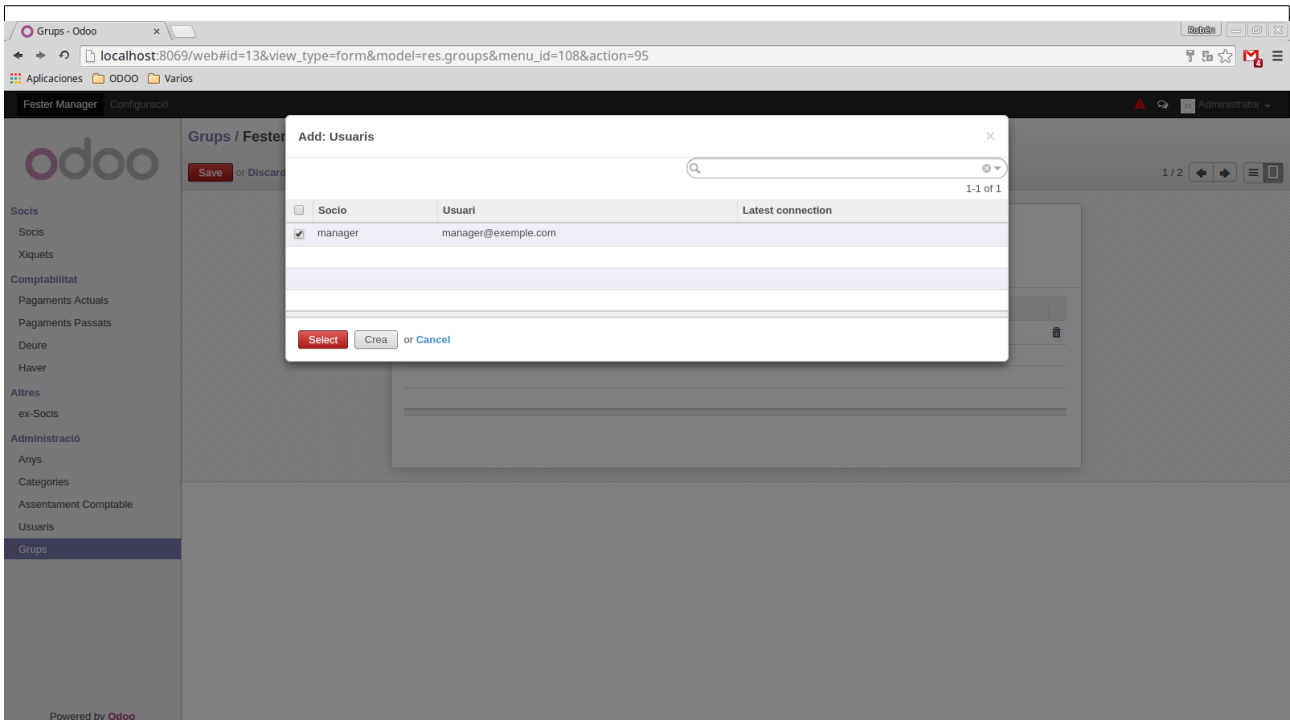 Grups - Odoo
Rubén
localhost:8069/web#id=13&view_type=form&model=res.groups&menu_id=108&action=95
4
Aplicaciones ODOO Varios
Fester Manager Configuració
Administrator
odoo
Grups / Fester
Save or Discard
1 / 2
Socis
Socis
Xiquets
Comptabilitat
Pagaments Actuals
Pagaments Passats
Deure
Haver
Altres
ex-Socis
Administració
Anys
Categories
Assentament Comptable
Usuaris
Grups
Powered by Odoo
Add: Usuaris
1-1 of 1
Socio Usuari Latest connection
manager manager@exemple.com
Select Crea or Cancel